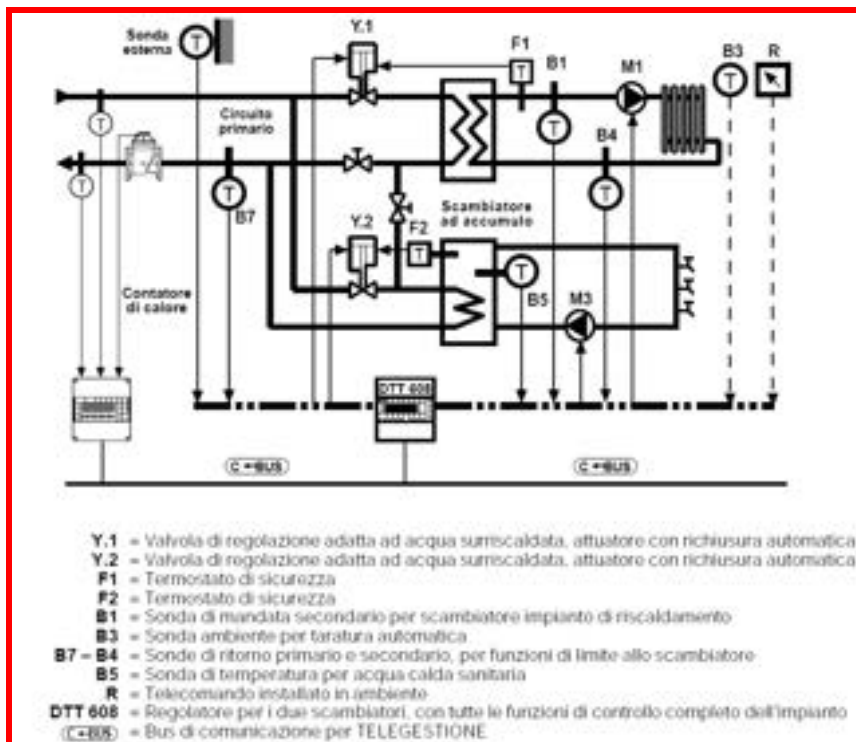 Sonda
esterna
T
Y.1
F1
T
B1
M1
B3
T
R
Circuito
primario
T
T
T
B4
T
T
B7
Scambiatore
ad accumulo
Y.2
F2
T
T
B5
M3
Contatore
di calore
DTT 608
C-BUS
C-BUS
Y.1 = Valvola di regolazione adatta ad acqua surriscaldata, attuatore con richiusura automatica
Y.2 = Valvola di regolazione adatta ad acqua surriscaldata, attuatore con richiusura automatica
F1 = Termostato di sicurezza
F2 = Termostato di sicurezza
B1 = Sonda di mandata secondario per scambiatore impianto di riscaldamento
B3 = Sonda ambiente per taratura automatica
B7 – B4 = Sonde di ritorno primario e secondario, per funzioni di limite allo scambiatore
B5 = Sonda di temperatura per acqua calda sanitaria
R = Telecomando installato in ambiente
DTT 608 = Regolatore per i due scambiatori, con tutte le funzioni di controllo completo dell'impianto
C-BUS = Bus di comunicazione per TELEGESTIONE